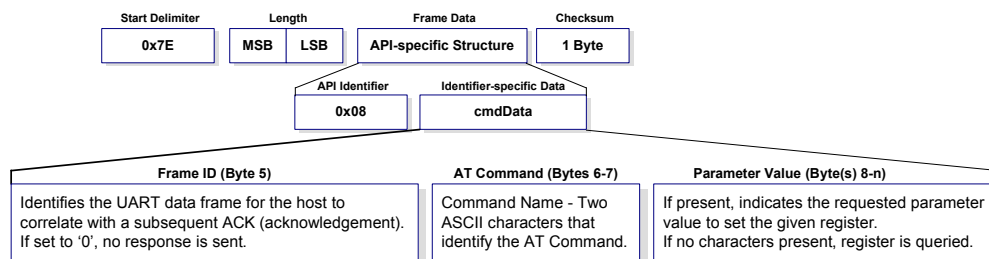 Start Delimiter Length Frame Data Checksum
0x7E MSB LSB API-specific Structure 1 Byte
API Identifier Identifier-specific Data
0x08 cmdData
Frame ID (Byte 5)
Identifies the UART data frame for the host to
correlate with a subsequent ACK (acknowledgement).
If set to ‘0’, no response is sent.
AT Command (Bytes 6-7)
Command Name - Two
ASCII characters that
identify the AT Command.
Parameter Value (Byte(s) 8-n)
If present, indicates the requested parameter
value to set the given register.
If no characters present, register is queried.